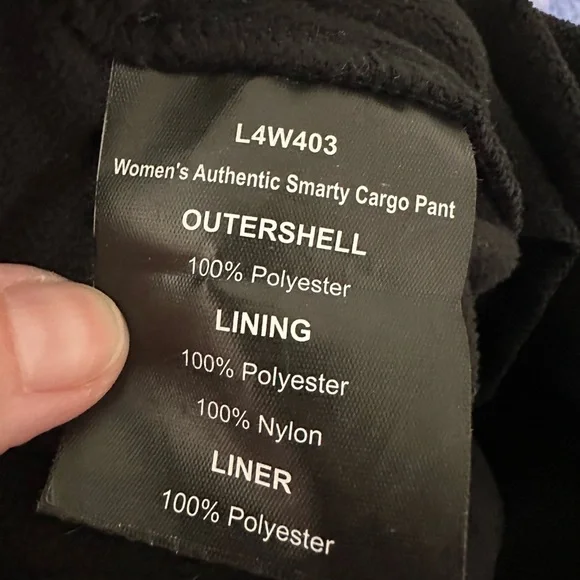 L4W403
Women's Authentic Smarty Cargo Pant
OUTERSHELL
100% Polyester
LINING
100% Polyester
100% Nylon
LINER
100% Polyester